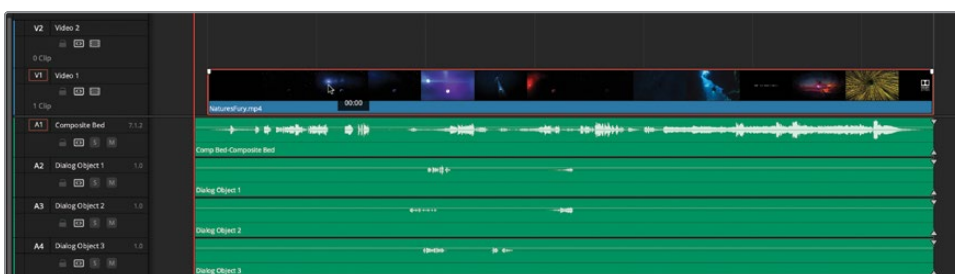 V2 Video 2
0 Clip
V1 Video 1
1 Clip
00:00
NaturesFury.mp4
A1 Composite Bed 7.1.2
S M
Comp Bed-Composite Bed
A2 Dialog Object 1 1.0
S M
Dialog Object 1
A3 Dialog Object 2 1.0
S M
Dialog Object 2
A4 Dialog Object 3 1.0
S M
Dialog Object 3